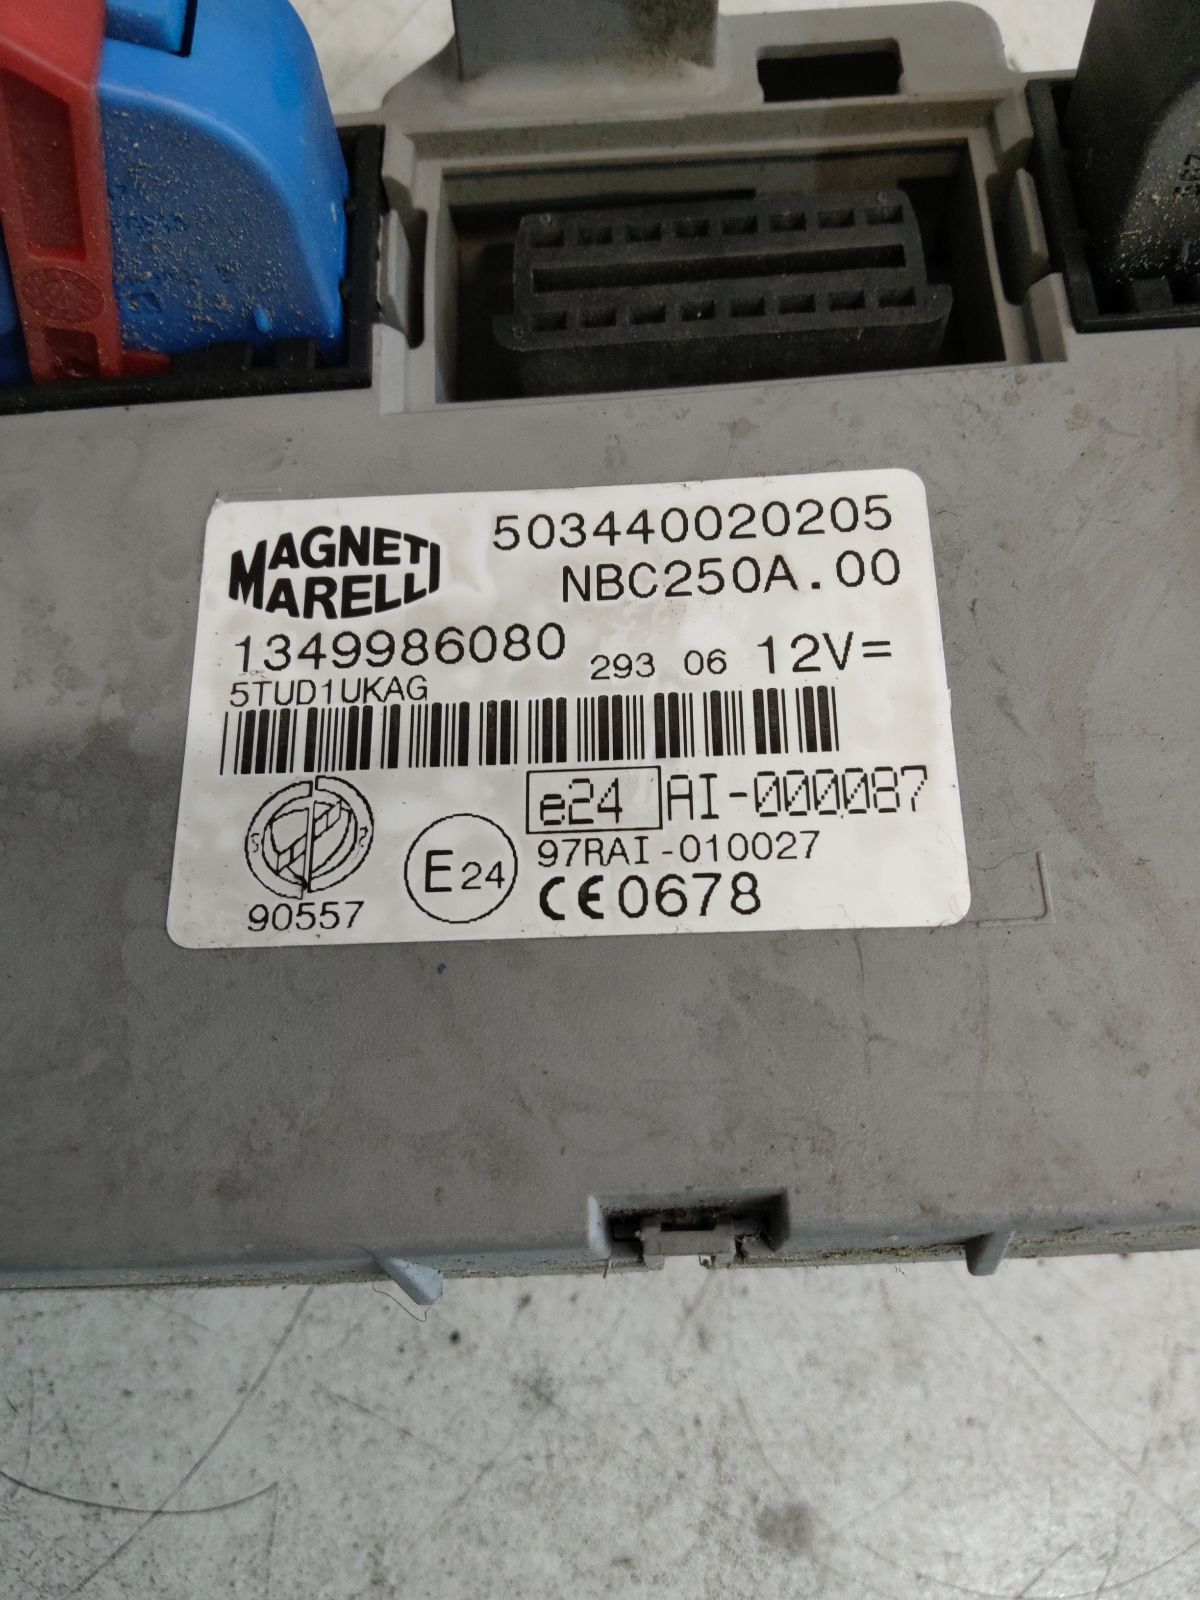 MAGNETI
MARELLI
503440020205
NBC250A.00
1349986080 293 06 12V=
5TUD1UKAG
e24 AI-000087
97RAI-010027
E24
CE0678
90557